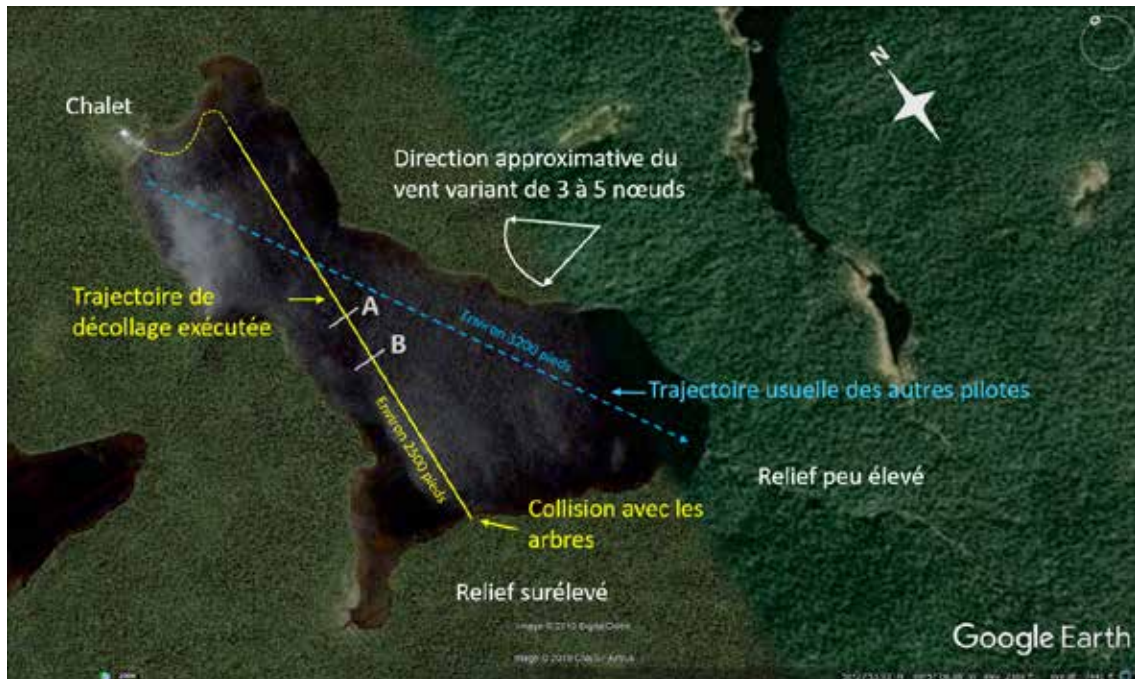 N
Chalet
Direction approximative du
vent variant de 3 à 5 nœuds
Trajectoire de
décollage exécutée
A
B
Environ 3200 pieds
Trajectoire usuelle des autres pilotes
Environ 2500 pieds
Relief peu élevé
Collision avec les
arbres
Relief surélevé
Google Earth